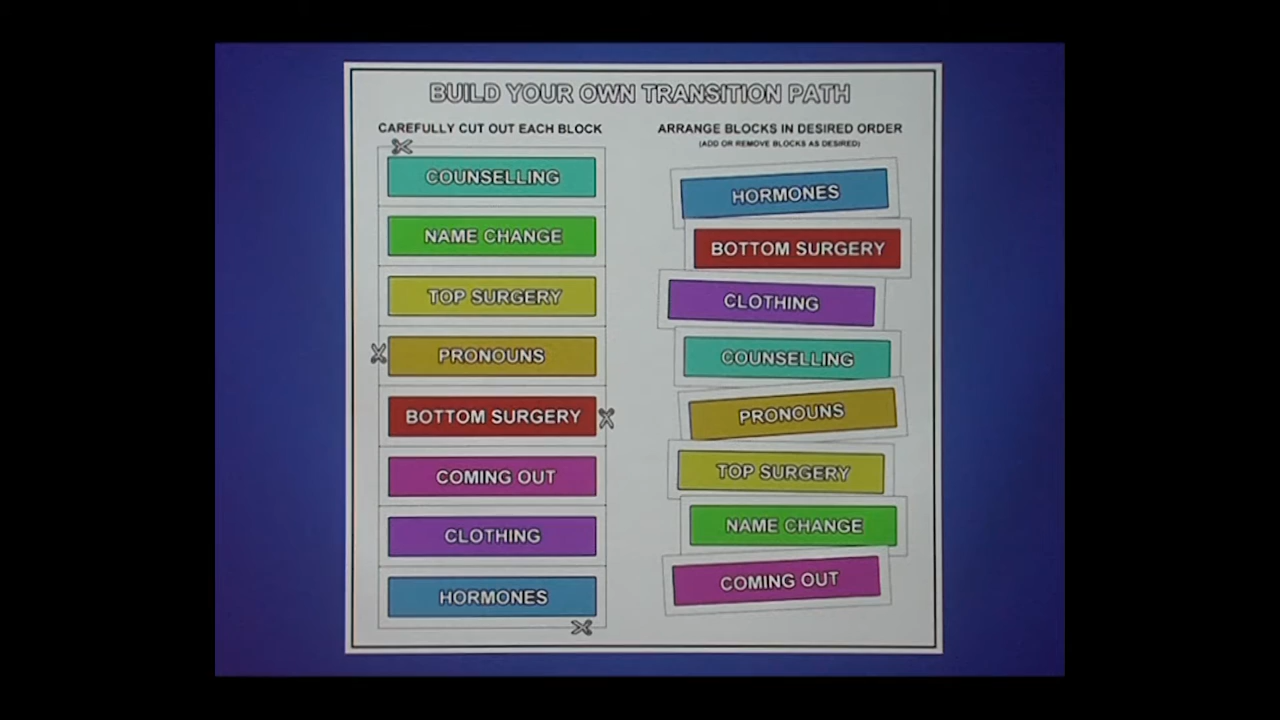 BUILD YOUR OWN TRANSITION PATH
CAREFULLY CUT OUT EACH BLOCK
COUNSELLING
NAME CHANGE
TOP SURGERY
PRONOUNS
BOTTOM SURGERY
COMING OUT
CLOTHING
HORMONES
ARRANGE BLOCKS IN DESIRED ORDER
(ADD OR REMOVE BLOCKS AS DESIRED)
HORMONES
BOTTOM SURGERY
CLOTHING
COUNSELLING
PRONOUNS
TOP SURGERY
NAME CHANGE
COMING OUT